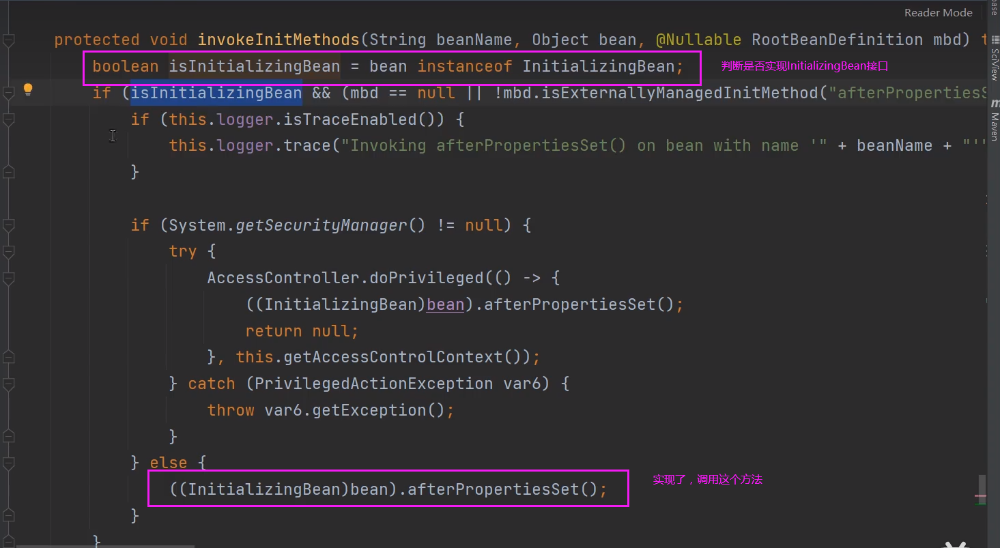 Reader Mode
protected void invokeInitMethods(String beanName, Object bean, @Nullable RootBeanDefinition mbd) t
boolean isInitializingBean = bean instanceof InitializingBean;
判断是否实现InitializingBean接口
if (isInitializingBean && (mbd == null || !mbd.isExternallyManagedInitMethod("afterPropertiesS
if (this.logger.isTraceEnabled()) {
this.logger.trace("Invoking afterPropertiesSet() on bean with name '" + beanName + "'"
}
if (System.getSecurityManager() != null) {
try {
AccessController.doPrivileged(() -> {
((InitializingBean)bean).afterPropertiesSet();
return null;
}, this.getAccessControlContext());
} catch (PrivilegedActionException var6) {
throw var6.getException();
}
} else {
((InitializingBean)bean).afterPropertiesSet();
实现了，调用这个方法
}
}
base
SciView
m Maven